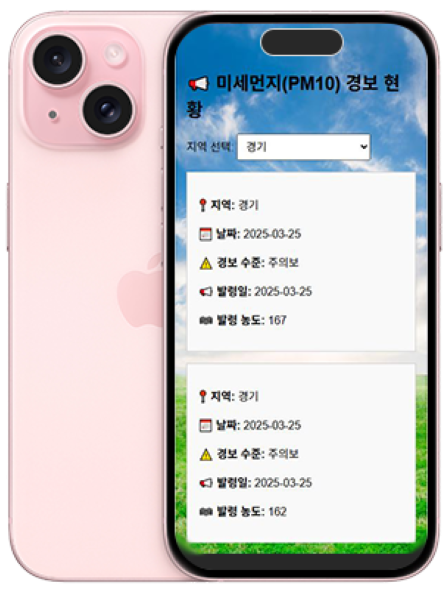 📢 미세먼지(PM10) 경보 현
황
지역 선택: 경기
📍 지역: 경기
📅 날짜: 2025-03-25
⚠️ 경보 수준: 주의보
📢 발령일: 2025-03-25
🌫️ 발령 농도: 167
📍 지역: 경기
📅 날짜: 2025-03-25
⚠️ 경보 수준: 주의보
📢 발령일: 2025-03-25
🌫️ 발령 농도: 162